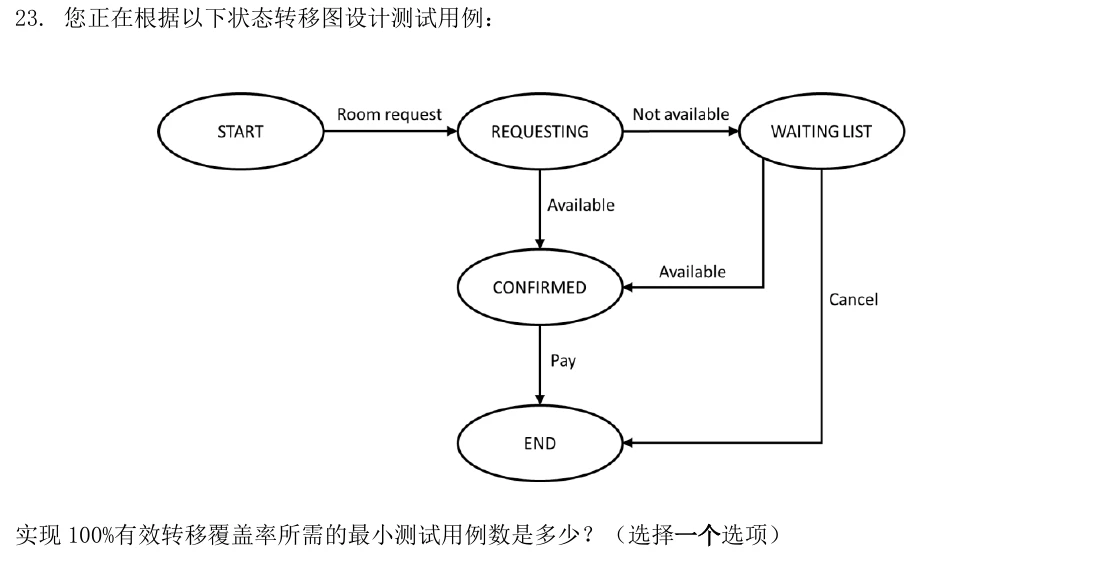 23. 您正在根据以下状态转移图设计测试用例：
START
Room request
REQUESTING
Not available
WAITING LIST
Available
CONFIRMED
Available
Cancel
Pay
END
实现 100%有效转移覆盖率所需的最小测试用例数是多少？（选择一个选项）